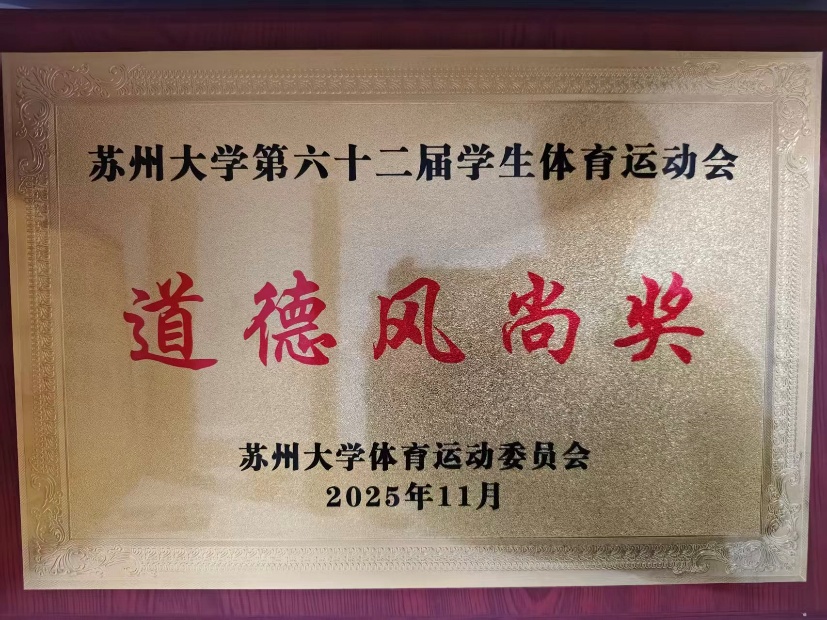 苏州大学第六十二届学生体育运动会
道德风尚奖
苏州大学体育运动委员会
2025年11月